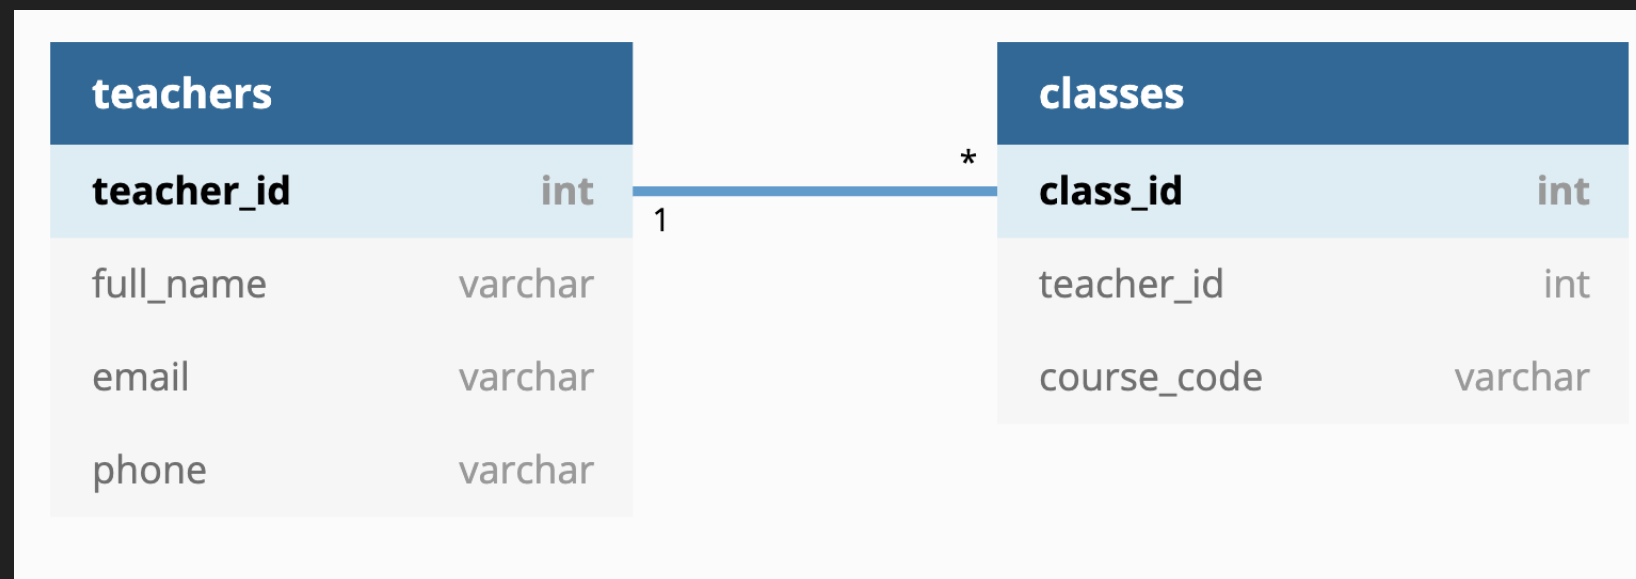 teachers
teacher_id int
full_name varchar
email varchar
phone varchar
1
*
classes
class_id int
teacher_id int
course_code varchar